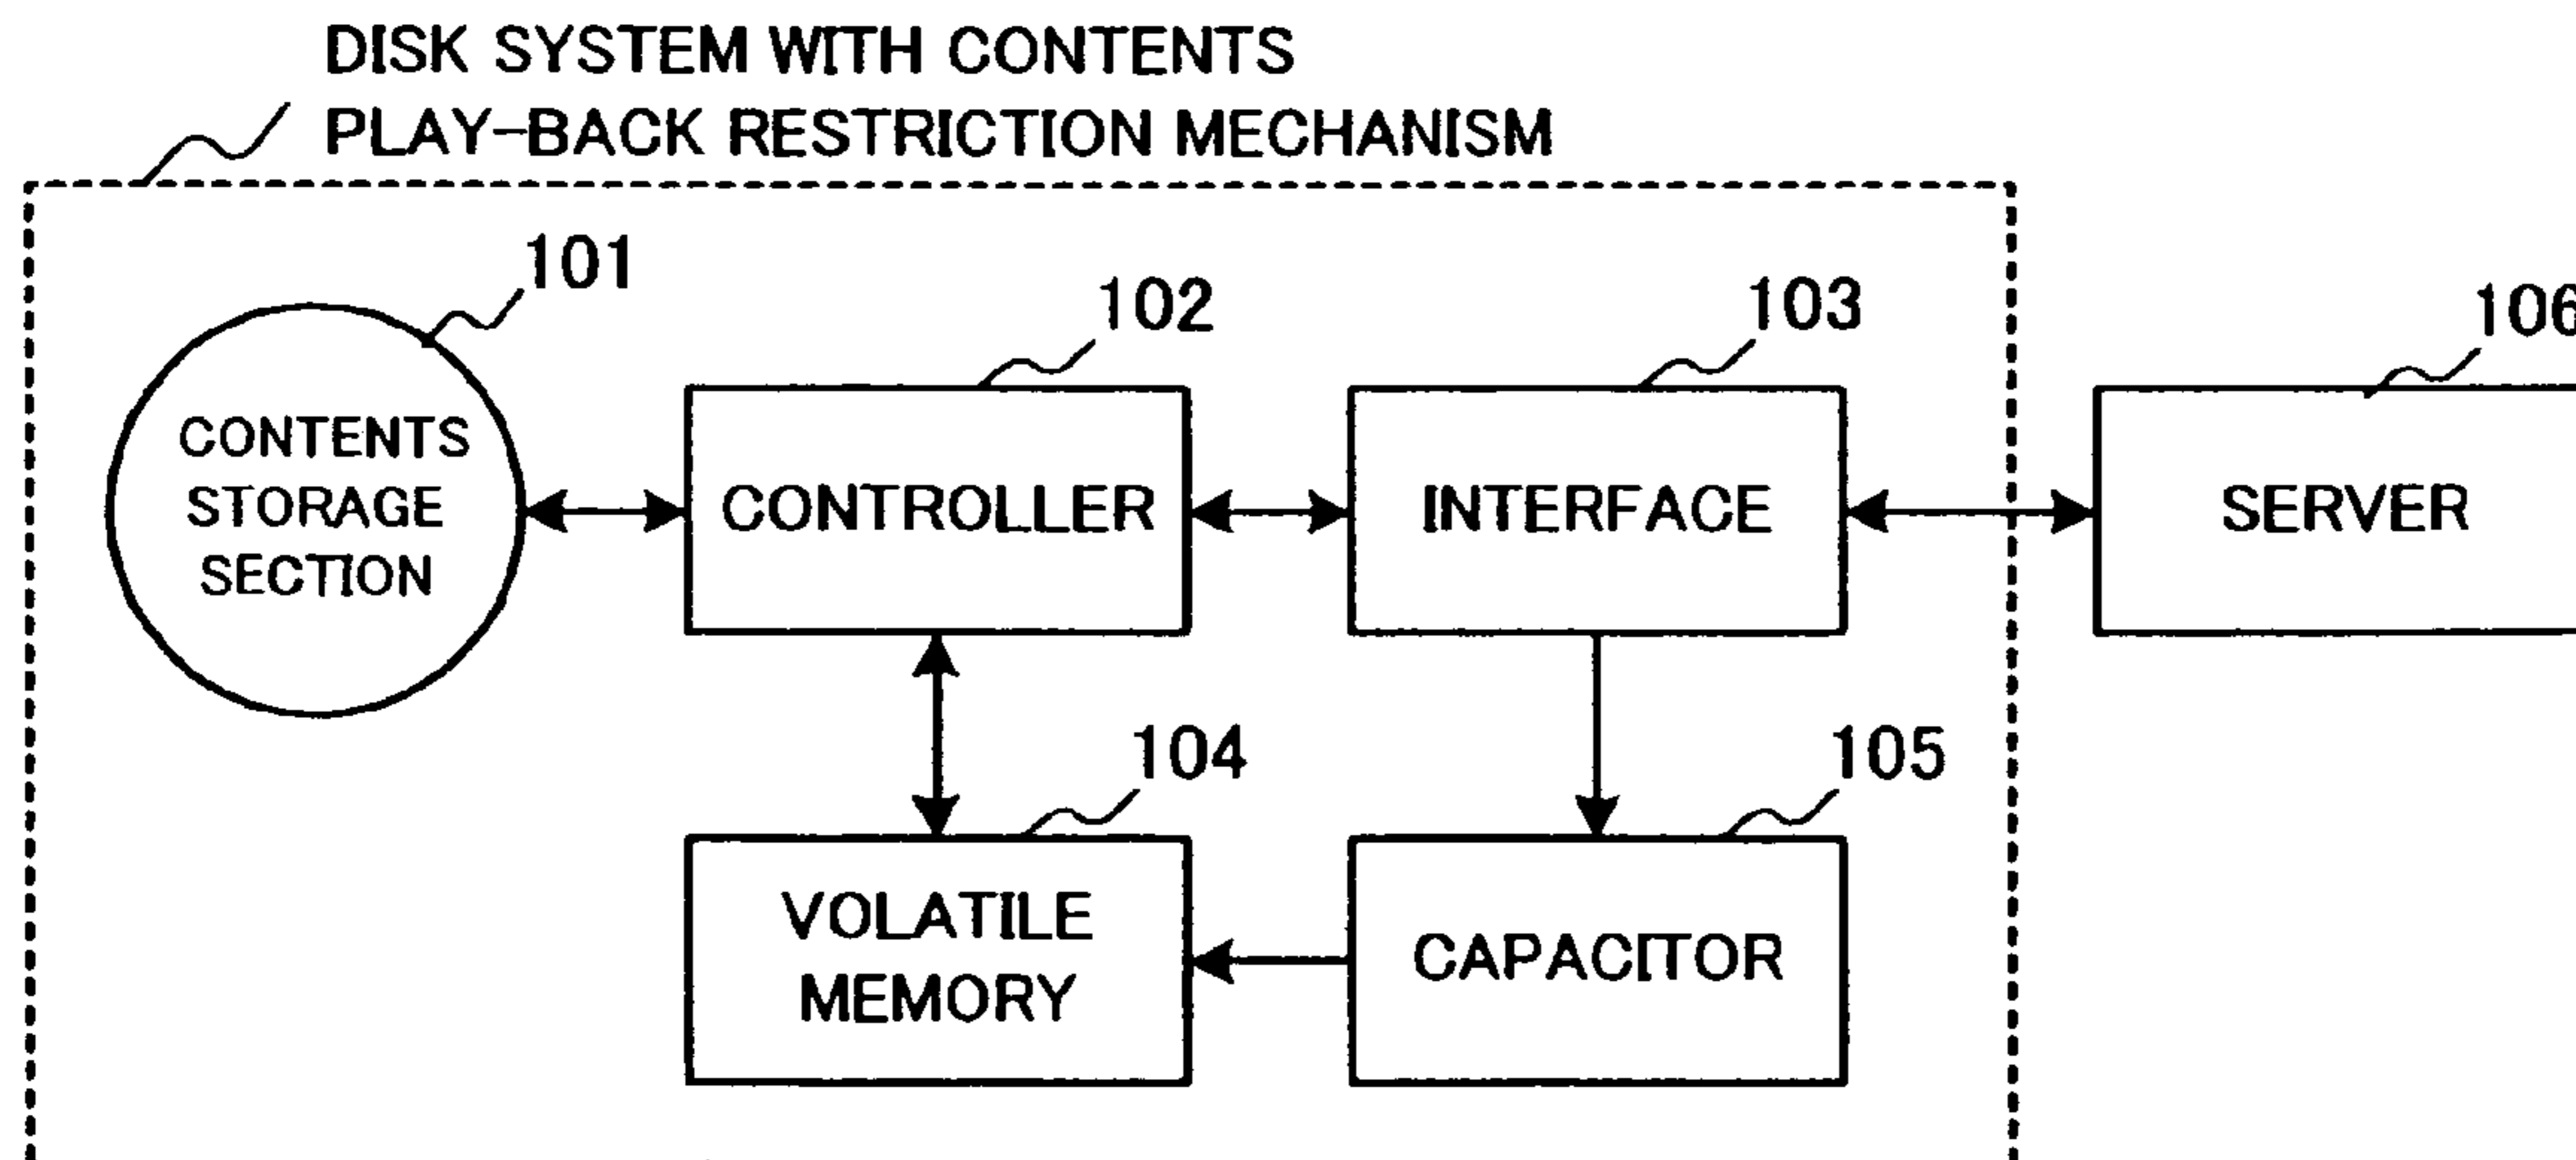 DISK SYSTEM WITH CONTENTS
PLAY-BACK RESTRICTION MECHANISM
101
102
103
106
CONTENTS
STORAGE
SECTION
CONTROLLER
INTERFACE
SERVER
104
105
VOLATILE
MEMORY
CAPACITOR